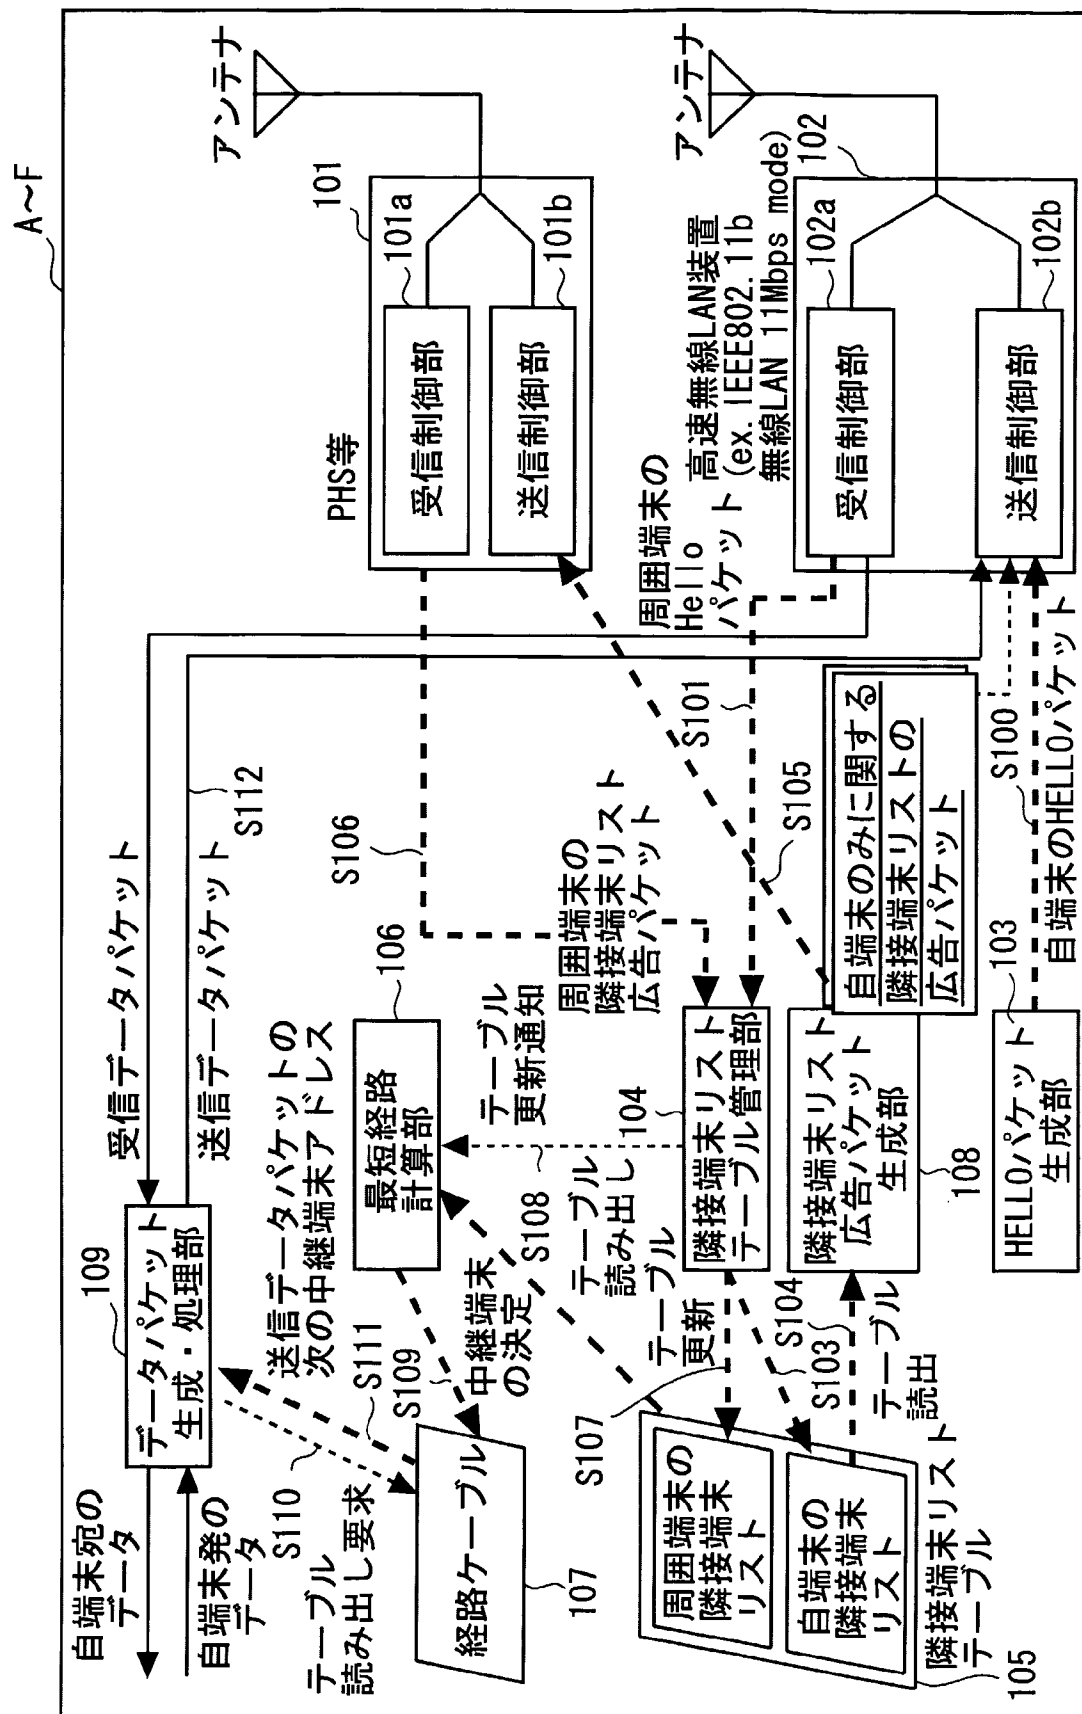 A～F
アンテナ
101
101a
受信制御部
101b
送信制御部
PHS等
アンテナ
102
高速無線LAN装置
(ex. IEEE802.11b
無線LAN 11Mbps mode)
102a
受信制御部
102b
送信制御部
周囲端末の
Hello
パケット
S101
S105
S106
周囲端末の
隣接端末リスト
広告パケット
自端末のみに関する
隣接端末リストの
広告パケット
S100
自端末のHELLOパケット
103
HELLOパケット
生成部
受信データパケット
送信データパケット
S112
109
データパケット
生成・処理部
自端末宛の
データ
自端末発の
データ
送信データパケットの
次の中継端末アドレス
106
最短経路
計算部
テーブル
更新通知
S108
104
隣接端末リスト
テーブル管理部
隣接端末リスト
広告パケット
生成部
108
S110
テーブル
読み出し要求
S111
S109
中継端末
の決定
テーブル
読み出し
テーブル
更新
S107
S104
S103
テーブル
読出
経路ケーブル
107
周囲端末の
隣接端末
リスト
自端末の
隣接端末
リスト
隣接端末リスト
テーブル
105